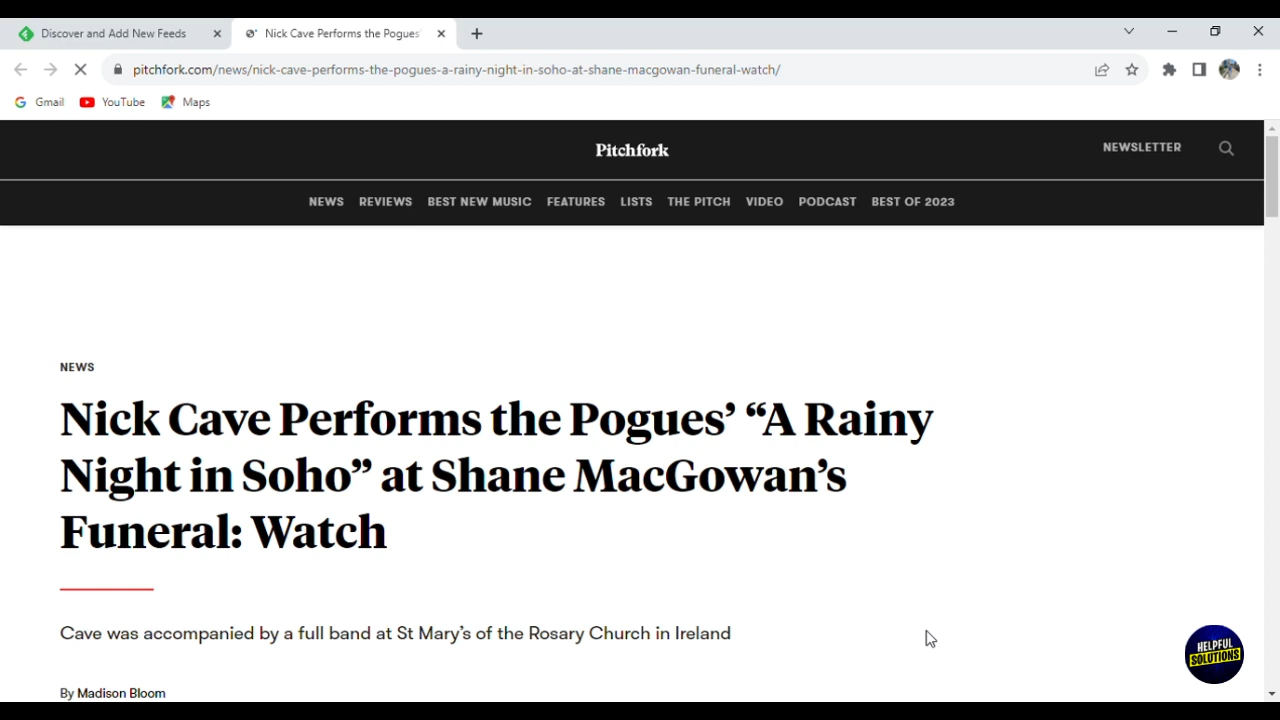 Discover and Add New Feeds
Nick Cave Performs the Pogues'
pitchfork.com/news/nick-cave-performs-the-pogues-a-rainy-night-in-soho-at-shane-macgowan-funeral-watch/
Gmail YouTube Maps
Pitchfork
NEWSLETTER
NEWS REVIEWS BEST NEW MUSIC FEATURES LISTS THE PITCH VIDEO PODCAST BEST OF 2023
NEWS
Nick Cave Performs the Pogues’ “A Rainy
Night in Soho” at Shane MacGowan’s
Funeral: Watch
Cave was accompanied by a full band at St Mary’s of the Rosary Church in Ireland
HELPFUL
SOLUTIONS
By Madison Bloom